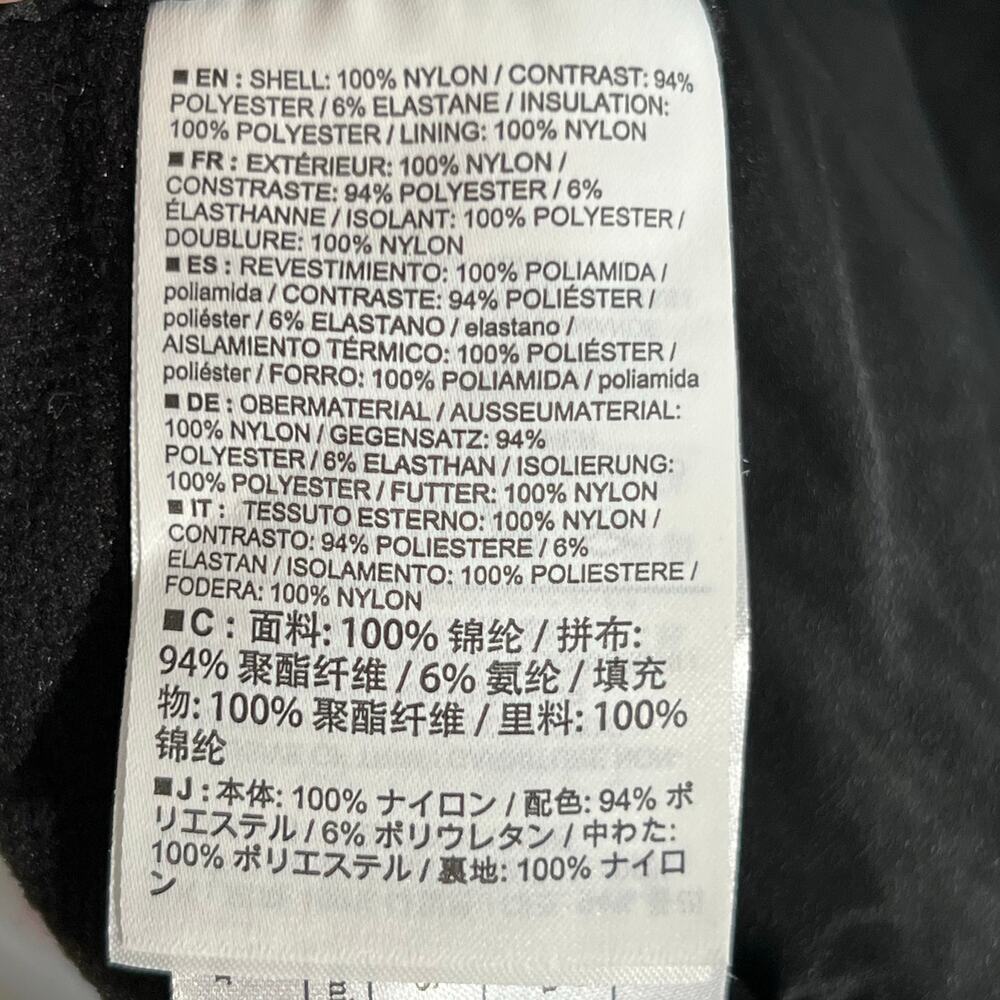 ■ EN : SHELL: 100% NYLON / CONTRAST: 94%
POLYESTER / 6% ELASTANE / INSULATION:
100% POLYESTER / LINING: 100% NYLON
■ FR : EXTÉRIEUR: 100% NYLON /
CONSTRASTE: 94% POLYESTER / 6%
ÉLASTHANNE / ISOLANT: 100% POLYESTER /
DOUBLURE: 100% NYLON
■ ES : REVESTIMIENTO: 100% POLIAMIDA /
poliamida / CONTRASTE: 94% POLIÉSTER /
poliéster / 6% ELASTANO / elastano /
AISLAMIENTO TÉRMICO: 100% POLIÉSTER /
poliéster / FORRO: 100% POLIAMIDA / poliamida
■ DE : OBERMATERIAL / AUSSEUMATERIAL:
100% NYLON / GEGENSATZ: 94%
POLYESTER / 6% ELASTHAN / ISOLIERUNG:
100% POLYESTER / FUTTER: 100% NYLON
■ IT : TESSUTO ESTERNO: 100% NYLON /
CONTRASTO: 94% POLIESTERE / 6%
ELASTAN / ISOLAMENTO: 100% POLIESTERE /
FODERA: 100% NYLON
■ C : 面料: 100% 锦纶 / 拼布:
94% 聚酯纤维 / 6% 氨纶 / 填充
物: 100% 聚酯纤维 / 里料: 100%
锦纶
■ J : 本体: 100% ナイロン / 配色: 94% ポ
リエステル / 6% ポリウレタン / 中わた:
100% ポリエステル / 裏地: 100% ナイロ
ン